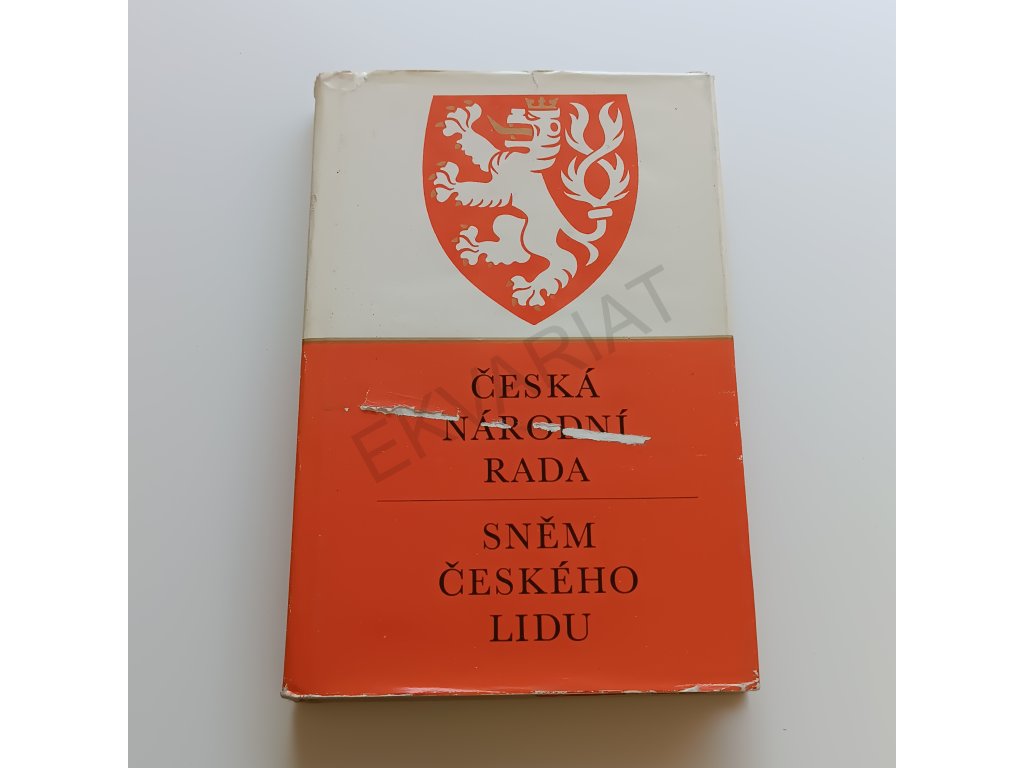 ČESKÁ
NÁRODNÍ
RADA
SNĚM
ČESKÉHO
LIDU
EKVARIAT